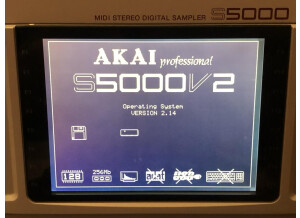 MIDI STEREO DIGITAL SAMPLER S5000
AKAI professional
S5000V2
Operating System
VERSION 2.14
128
256Mb